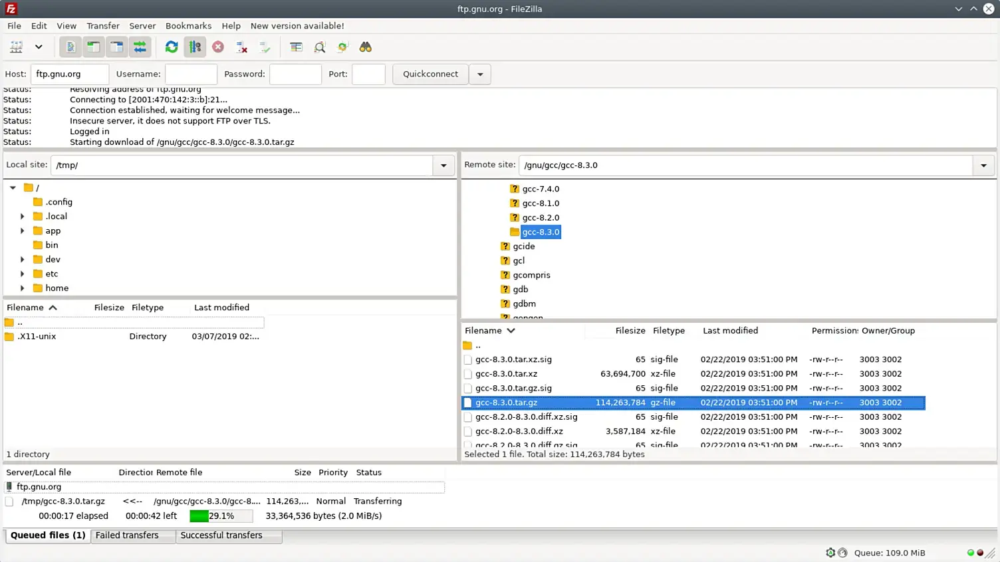 ftp.gnu.org - FileZilla
File Edit View Transfer Server Bookmarks Help New version available!
Host: ftp.gnu.org Username: Password: Port: Quickconnect
Status: Resolving address of ftp.gnu.org
Status: Connecting to [2001:470:142:3::b]:21...
Status: Connection established, waiting for welcome message...
Status: Insecure server, it does not support FTP over TLS.
Status: Logged in
Status: Starting download of /gnu/gcc/gcc-8.3.0/gcc-8.3.0.tar.gz
Local site: /tmp/
/
.config
.local
app
bin
dev
etc
home
Filename Filesize Filetype Last modified
..
.X11-unix Directory 03/07/2019 02:...
1 directory
Remote site: /gnu/gcc/gcc-8.3.0
? gcc-7.4.0
? gcc-8.1.0
? gcc-8.2.0
gcc-8.3.0
? gcide
? gcl
? gcompris
? gdb
? gdbm
Filename Filesize Filetype Last modified Permissions Owner/Group
..
gcc-8.3.0.tar.xz.sig 65 sig-file 02/22/2019 03:51:00 PM -rw-r--r-- 3003 3002
gcc-8.3.0.tar.xz 63,694,700 xz-file 02/22/2019 03:51:00 PM -rw-r--r-- 3003 3002
gcc-8.3.0.tar.gz.sig 65 sig-file 02/22/2019 03:51:00 PM -rw-r--r-- 3003 3002
gcc-8.3.0.tar.gz 114,263,784 gz-file 02/22/2019 03:51:00 PM -rw-r--r-- 3003 3002
gcc-8.2.0-8.3.0.diff.xz.sig 65 sig-file 02/22/2019 03:51:00 PM -rw-r--r-- 3003 3002
gcc-8.2.0-8.3.0.diff.xz 3,587,184 xz-file 02/22/2019 03:51:00 PM -rw-r--r-- 3003 3002
gcc-8.2.0-8.3.0.diff.gz.sig 65 sig-file 02/22/2019 03:51:00 PM -rw-r--r-- 3003 3002
Selected 1 file. Total size: 114,263,784 bytes
Server/Local file Direction Remote file Size Priority Status
ftp.gnu.org
/tmp/gcc-8.3.0.tar.gz <<-- /gnu/gcc/gcc-8.3.0/gcc-8.... 114,263,... Normal Transferring
00:00:17 elapsed 00:00:42 left 29.1% 33,364,536 bytes (2.0 MiB/s)
Queued files (1) Failed transfers Successful transfers
Queue: 109.0 MiB